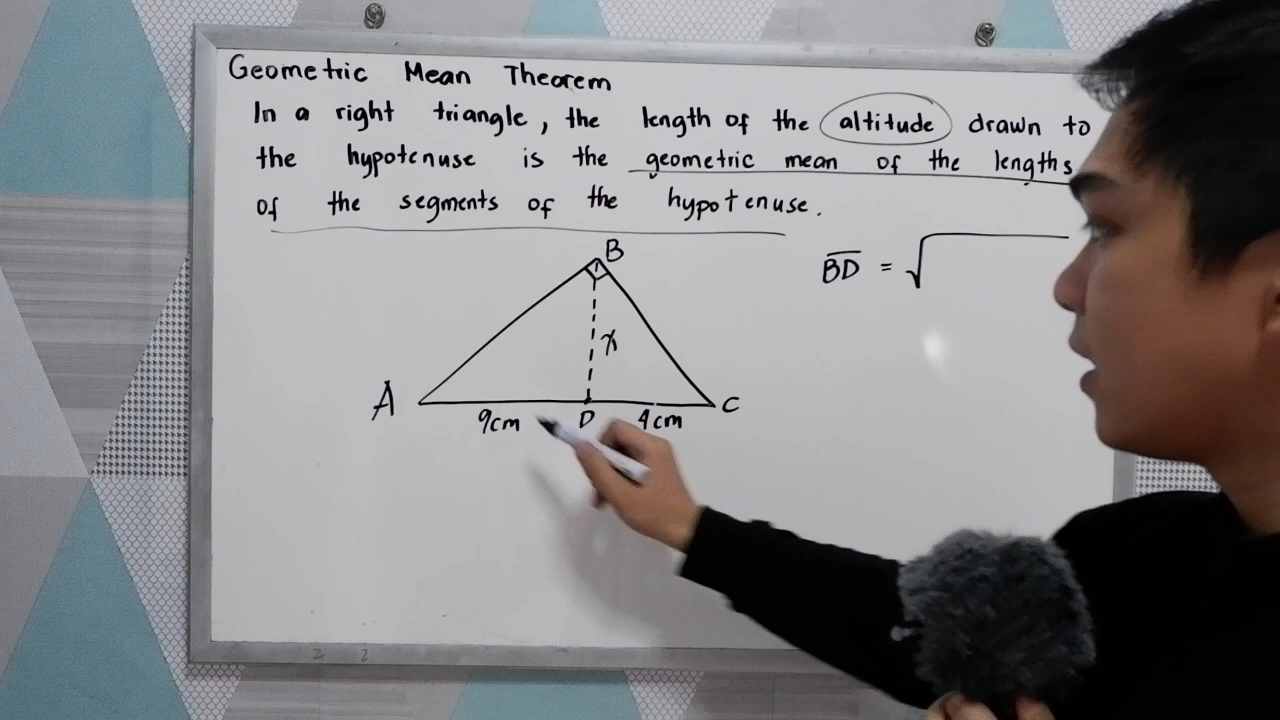 Geometric Mean Theorem
In a right triangle, the length of the altitude drawn to
the hypotenuse is the geometric mean of the lengths
of the segments of the hypotenuse.
B
BD = √
x
A
C
9cm D 4cm